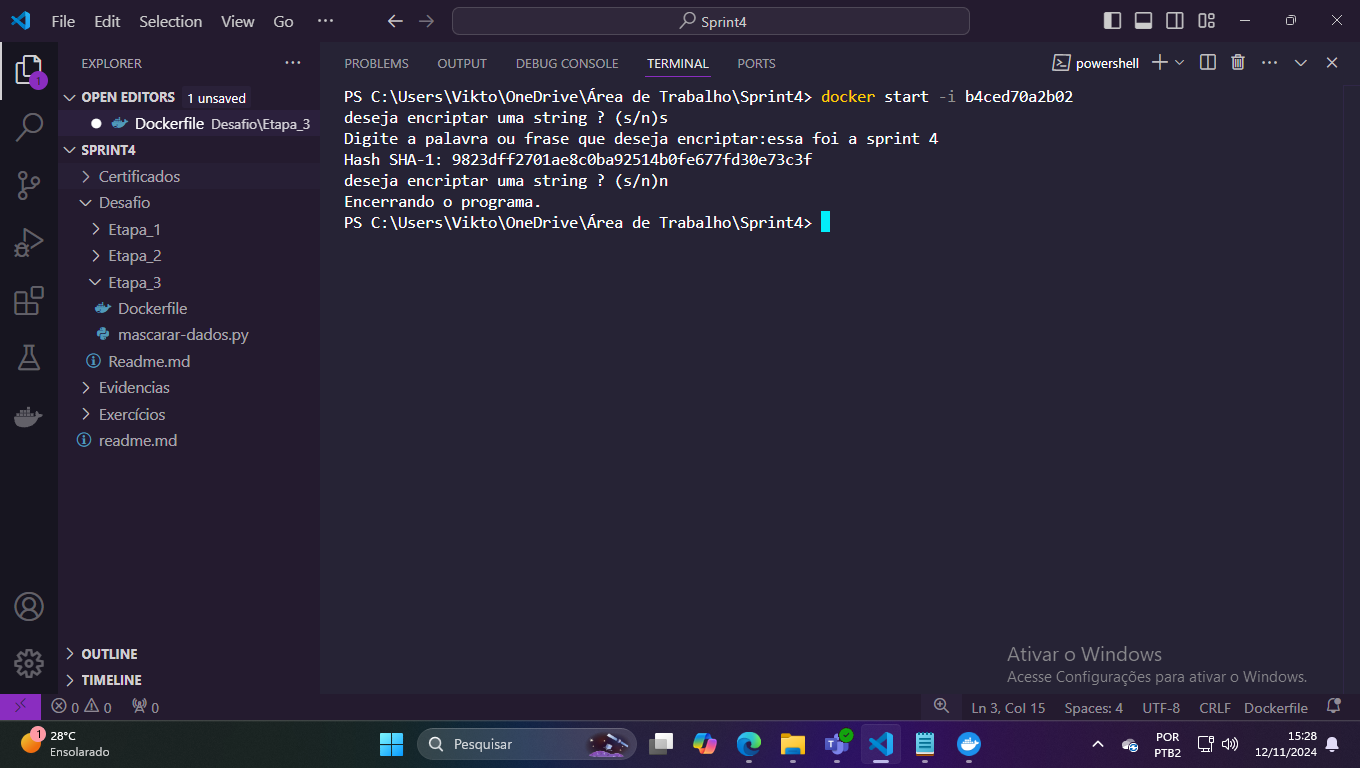 File Edit Selection View Go ··· Sprint4
EXPLORER ···
OPEN EDITORS 1 unsaved
Dockerfile Desafio\Etapa_3
SPRINT4
Certificados
Desafio
Etapa_1
Etapa_2
Etapa_3
Dockerfile
mascarar-dados.py
Readme.md
Evidencias
Exercícios
readme.md
OUTLINE
TIMELINE
1
PROBLEMS OUTPUT DEBUG CONSOLE TERMINAL PORTS powershell
PS C:\Users\Vikto\OneDrive\Área de Trabalho\Sprint4> docker start -i b4ced70a2b02
deseja encriptar uma string ? (s/n)s
Digite a palavra ou frase que deseja encriptar:essa foi a sprint 4
Hash SHA-1: 9823dff2701ae8c0ba92514b0fe677fd30e73c3f
deseja encriptar uma string ? (s/n)n
Encerrando o programa.
PS C:\Users\Vikto\OneDrive\Área de Trabalho\Sprint4>
Ativar o Windows
Acesse Configurações para ativar o Windows.
0 0 0 Ln 3, Col 15 Spaces: 4 UTF-8 CRLF Dockerfile
1 28°C
Ensolarado
Pesquisar
POR
PTB2
15:28
12/11/2024